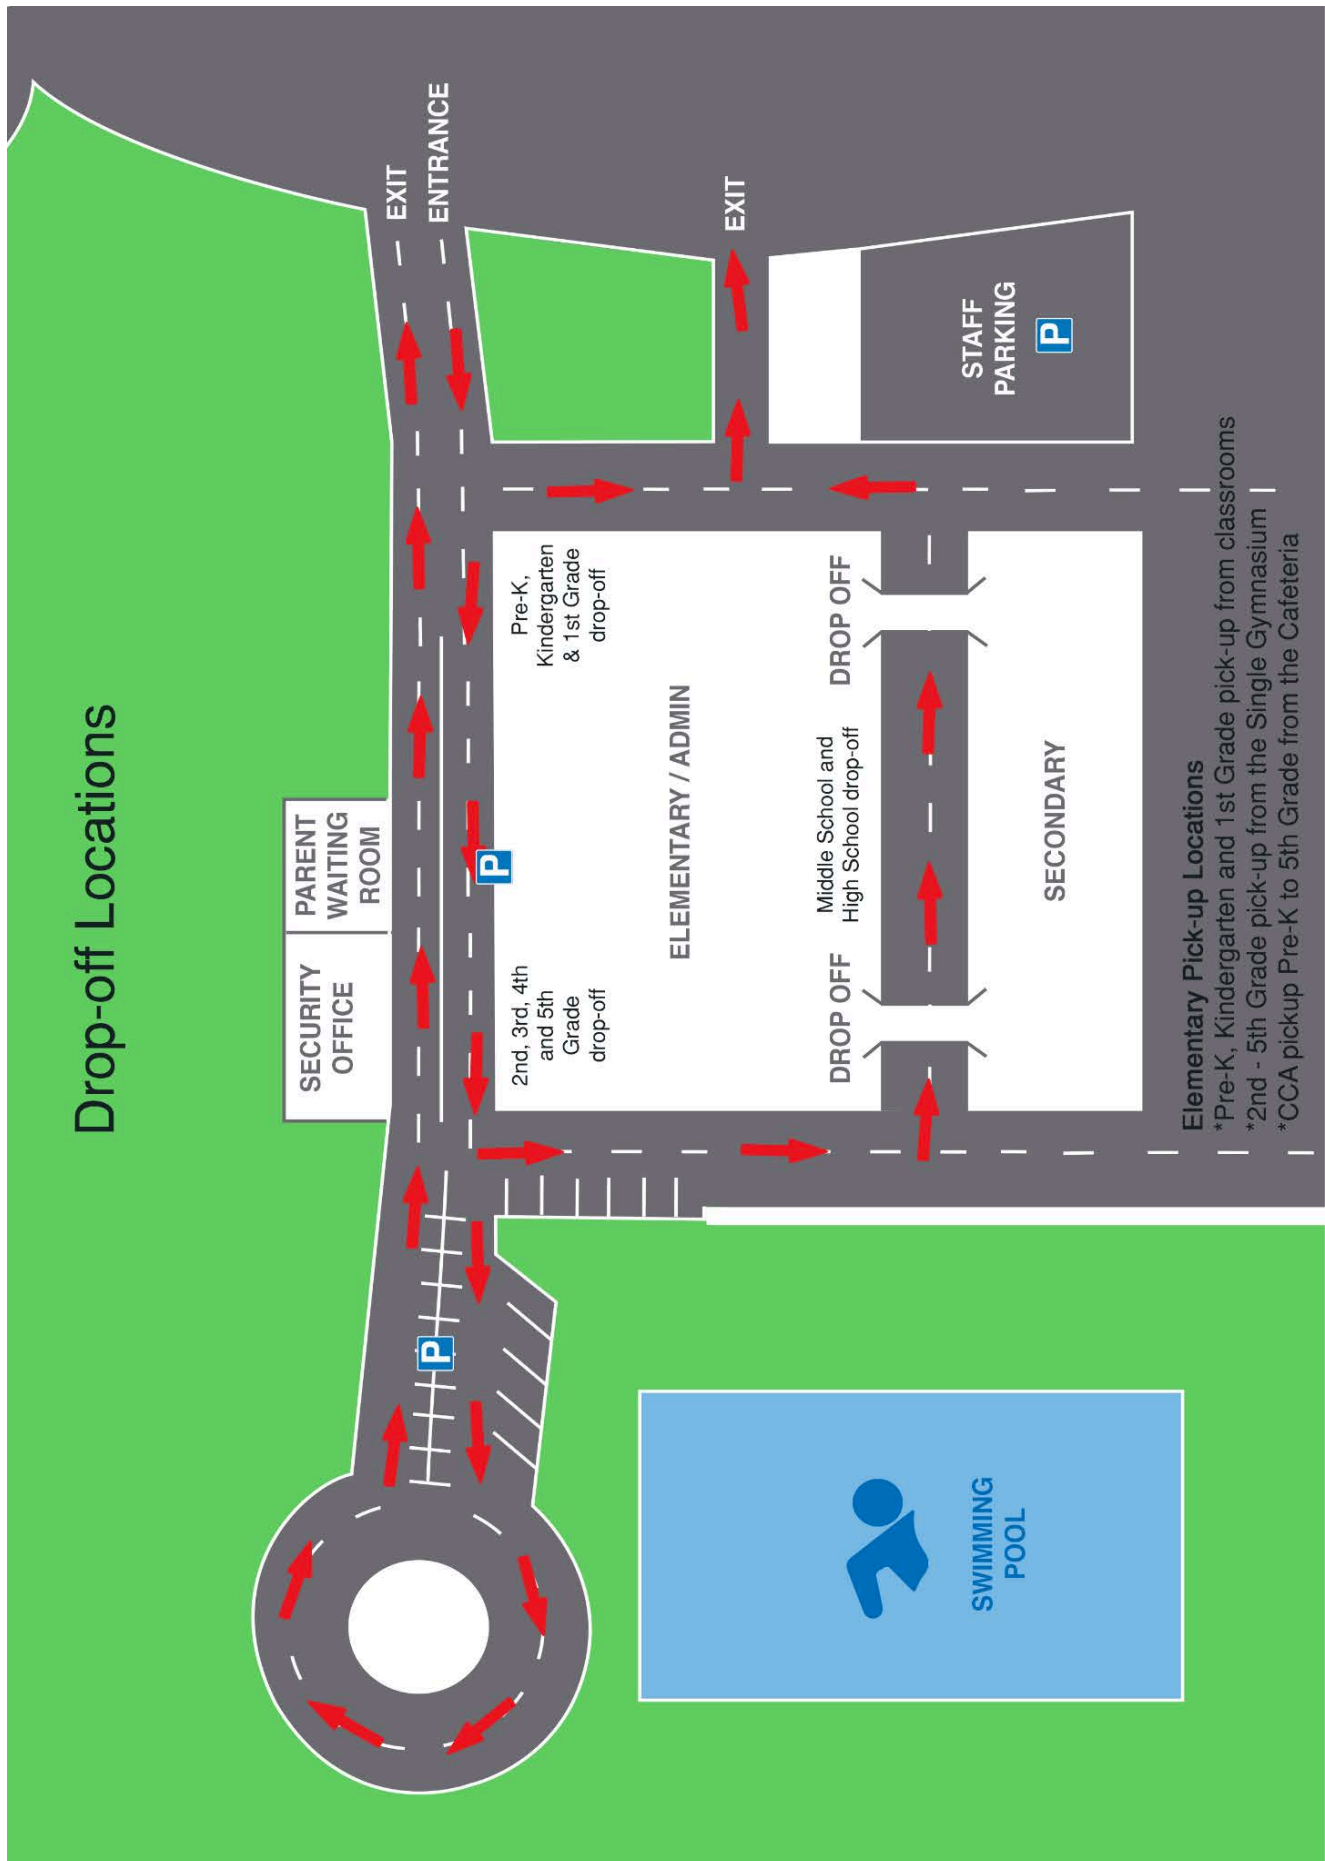 Drop-off Locations
SECURITY
OFFICE
PARENT
WAITING
ROOM
EXIT
ENTRANCE
P
P
2nd, 3rd, 4th
and 5th
Grade
drop-off
Pre-K,
Kindergarten
& 1st Grade
drop-off
ELEMENTARY / ADMIN
EXIT
DROP OFF
Middle School and
High School drop-off
DROP OFF
SECONDARY
STAFF
PARKING
P
SWIMMING
POOL
Elementary Pick-up Locations
*Pre-K, Kindergarten and 1st Grade pick-up from classrooms
*2nd - 5th Grade pick-up from the Single Gymnasium
*CCA pickup Pre-K to 5th Grade from the Cafeteria